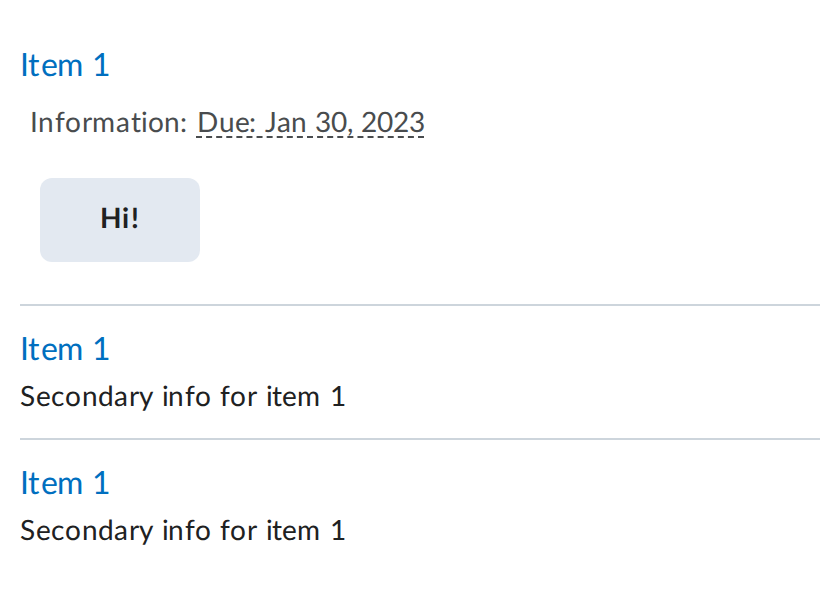 Item 1
Information: Due: Jan 30, 2023
Hi!
Item 1
Secondary info for item 1
Item 1
Secondary info for item 1